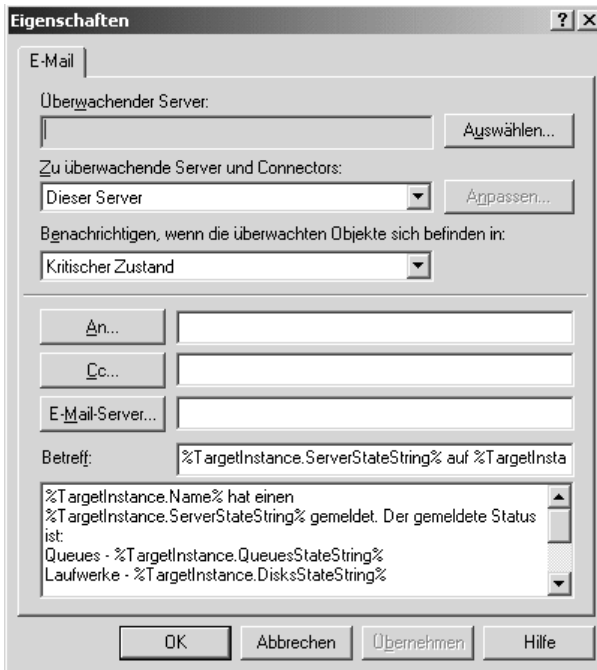 Eigenschaften
E-Mail
Überwachender Server:
Auswählen...
Zu überwachende Server und Connectors:
Dieser Server
Anpassen...
Benachrichtigen, wenn die überwachten Objekte sich befinden in:
Kritischer Zustand
An...
Cc...
E-Mail-Server...
Betreff:
%TargetInstance.ServerStateString% auf %TargetInsta
%TargetInstance.Name% hat einen
%TargetInstance.ServerStateString% gemeldet. Der gemeldete Status
ist:
Queues - %TargetInstance.QueuesStateString%
Laufwerke - %TargetInstance.DisksStateString%
OK
Abbrechen
Übernehmen
Hilfe